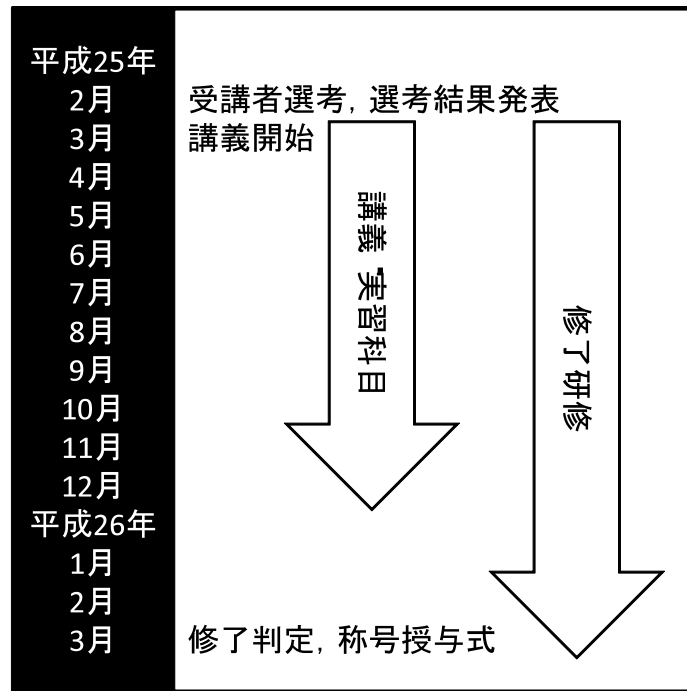 平成25年
2月 受講者選考，選考結果発表
3月 講義開始
4月
5月
6月
7月
8月
9月
10月
11月
12月
平成26年
1月
2月
3月 修了判定，称号授与式
講義・実習科目
修了研修